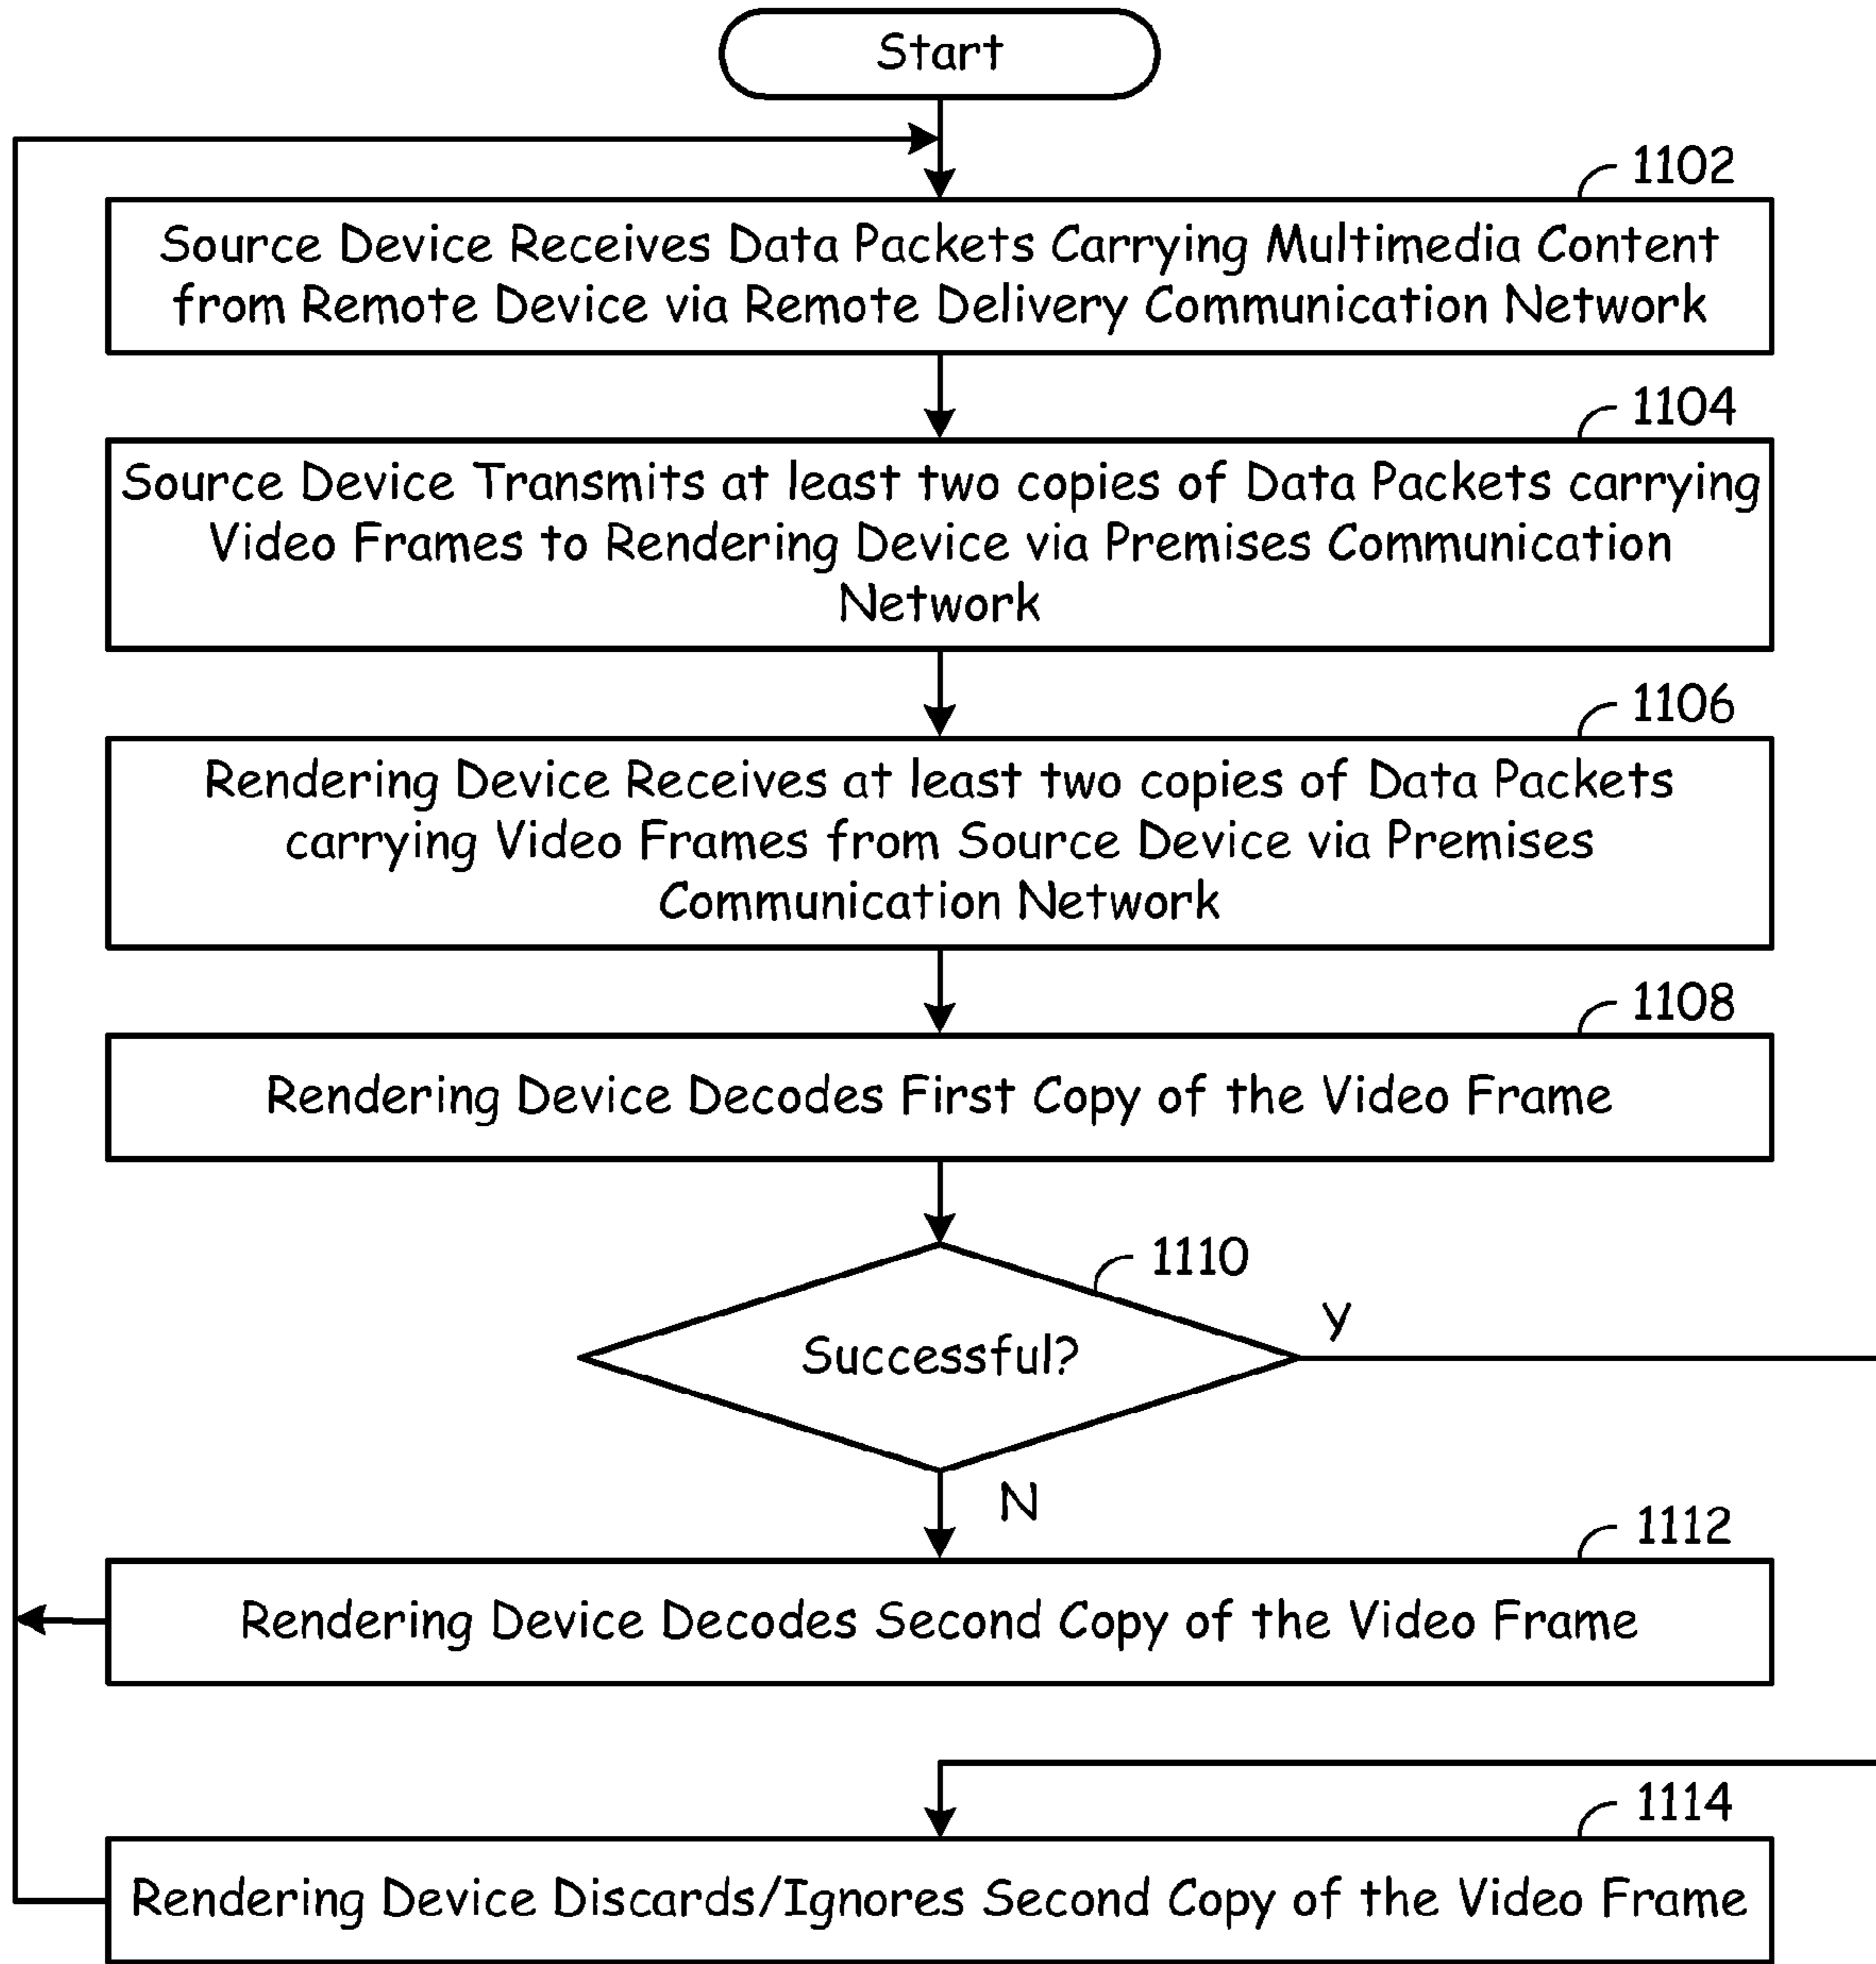 Start
1102
Source Device Receives Data Packets Carrying Multimedia Content
from Remote Device via Remote Delivery Communication Network
1104
Source Device Transmits at least two copies of Data Packets carrying
Video Frames to Rendering Device via Premises Communication
Network
1106
Rendering Device Receives at least two copies of Data Packets
carrying Video Frames from Source Device via Premises
Communication Network
1108
Rendering Device Decodes First Copy of the Video Frame
1110
Successful?
Y
N
1112
Rendering Device Decodes Second Copy of the Video Frame
1114
Rendering Device Discards/Ignores Second Copy of the Video Frame